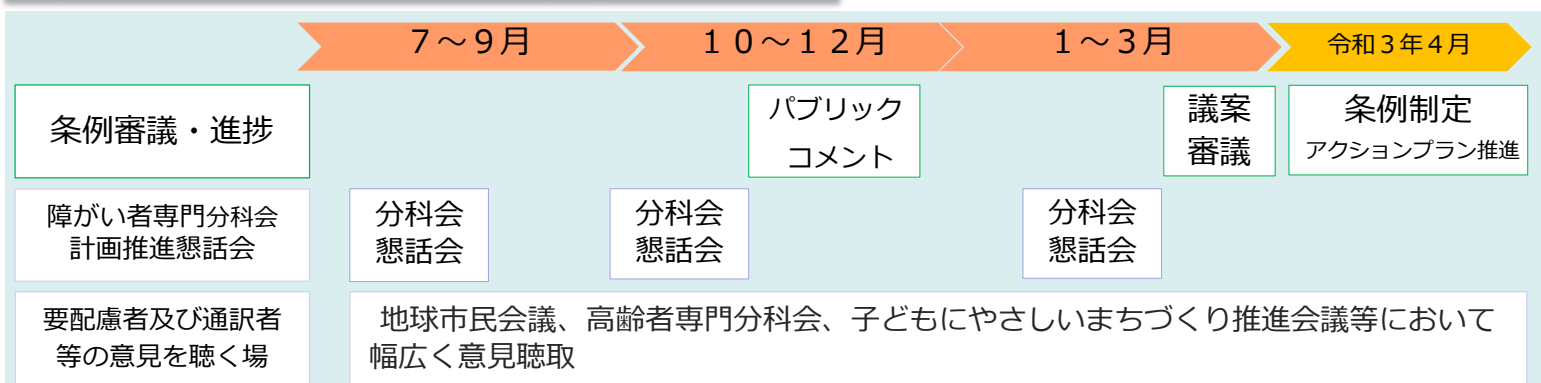 7～9月
10～12月
1～3月
令和3年4月
条例審議・進捗
パブリック
コメント
議案
審議
条例制定
アクションプラン推進
障がい者専門分科会
計画推進懇話会
分科会
懇話会
分科会
懇話会
分科会
懇話会
要配慮者及び通訳者
等の意見を聴く場
地球市民会議、高齢者専門分科会、子どもにやさしいまちづくり推進会議等において
幅広く意見聴取